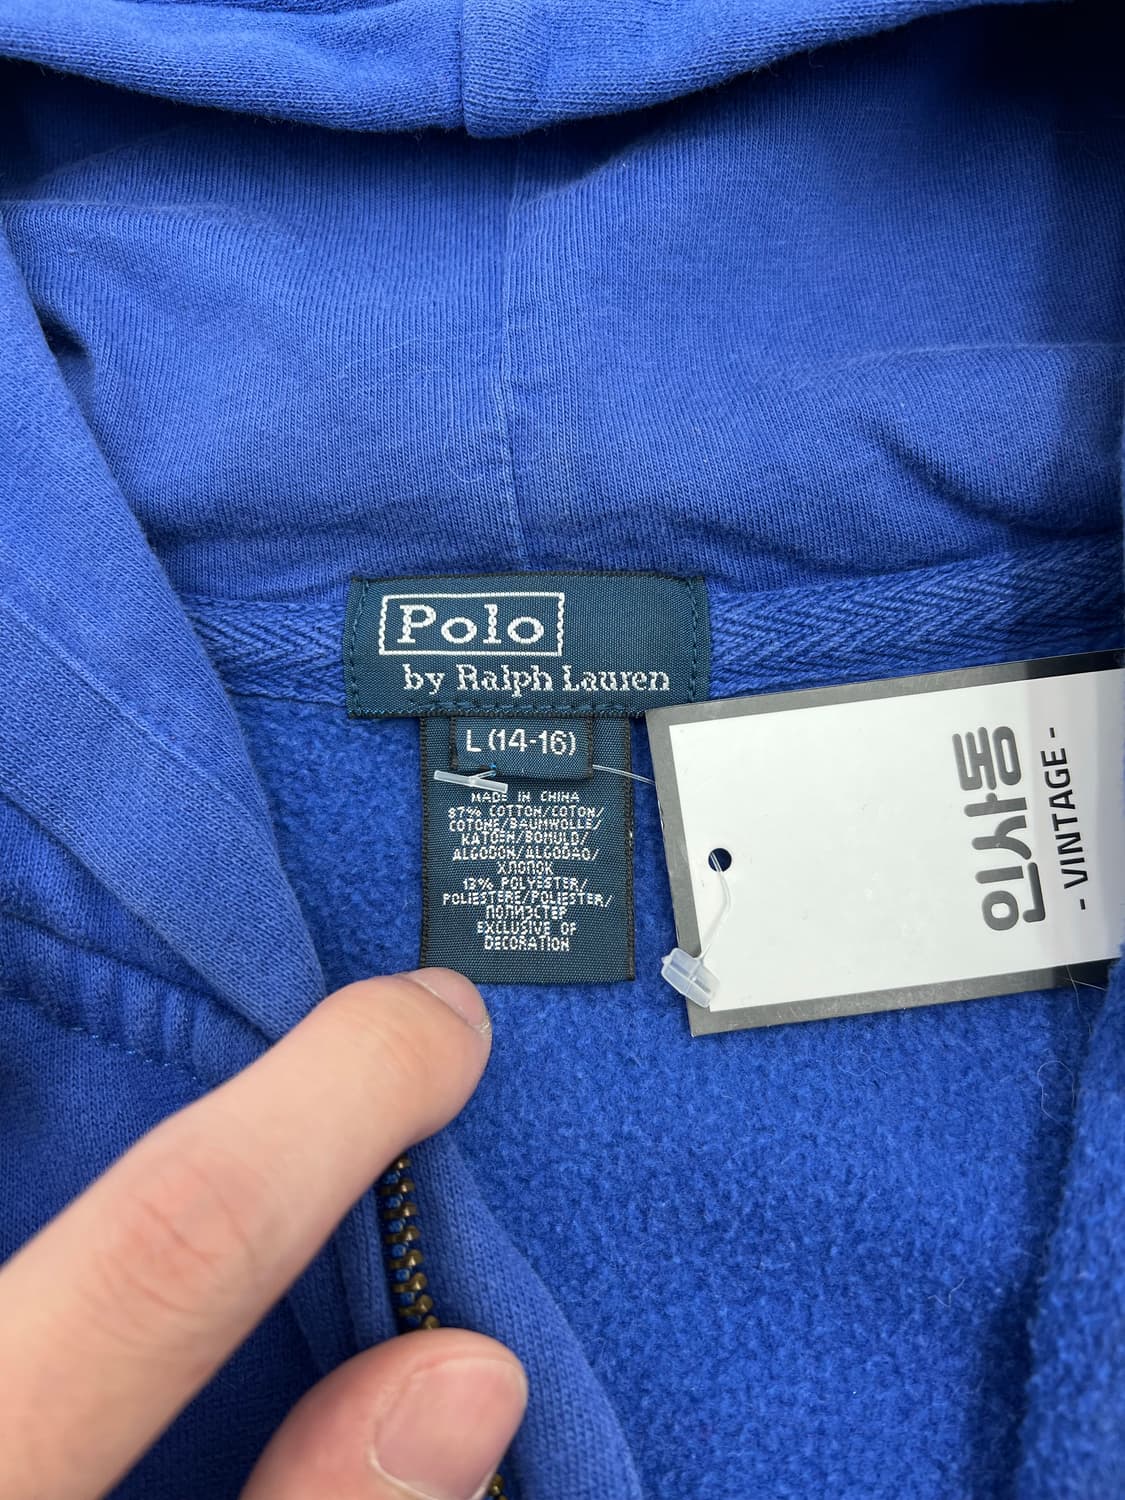 Polo
by Ralph Lauren
L (14-16)
MADE IN CHINA
87% COTTON/COTON/
COTONE/BAUMWOLLE/
KATOEN/BOMULD/
ALGODON/ALGODAO/
ХЛОПОК
13% POLYESTER/
POLIESTERE/POLIESTER/
ПОЛИЭСТЕР
EXCLUSIVE OF
DECORATION
인사동
- VINTAGE -